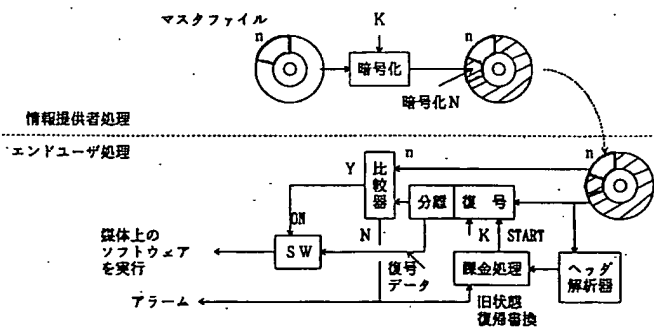 マスタファイル
K
n
n
暗号化
暗号化N
情報提供者処理
エンドユーザ処理
n
n
Y
比較器
分離
復号
ON
N
K
START
媒体上の
ソフトウェア
を実行
SW
復号
データ
課金処理
ヘッダ
解析器
アラーム
旧状態
復帰書換